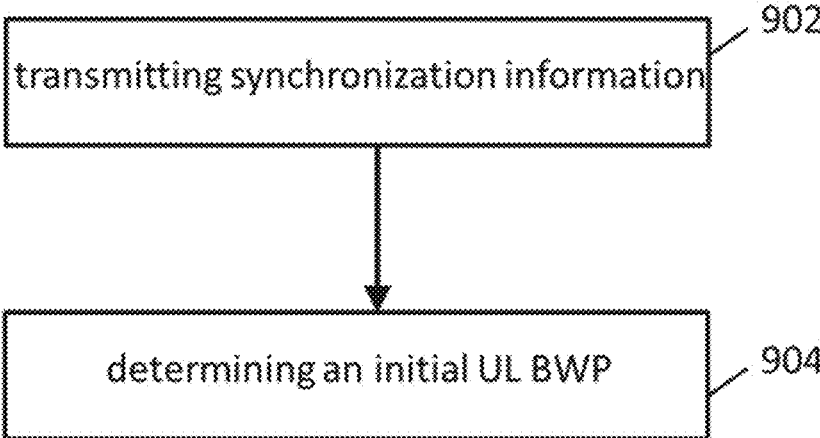 902
transmitting synchronization information
determining an initial UL BWP
904